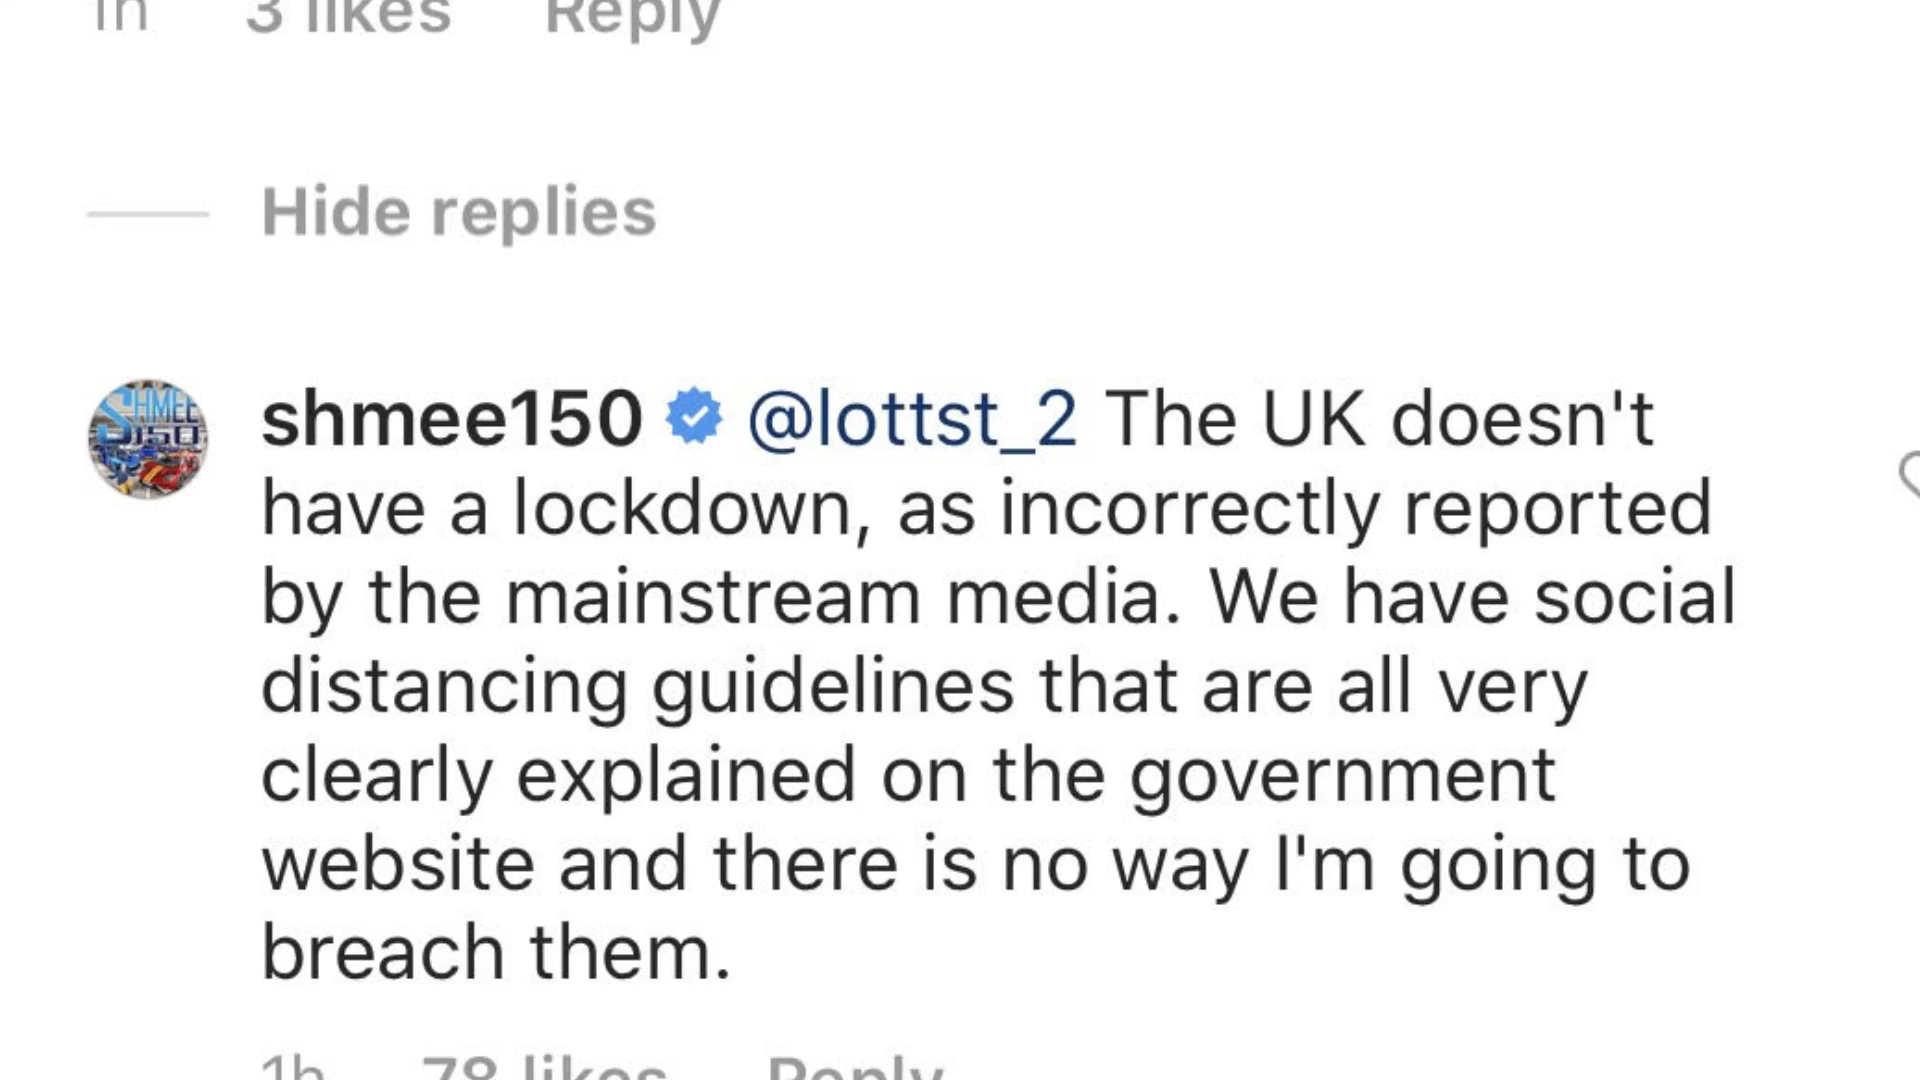 1h 3 likes Reply
Hide replies
SHMEE
150
shmee150 @lottst_2 The UK doesn't
have a lockdown, as incorrectly reported
by the mainstream media. We have social
distancing guidelines that are all very
clearly explained on the government
website and there is no way I'm going to
breach them.
1h 78 likes Reply